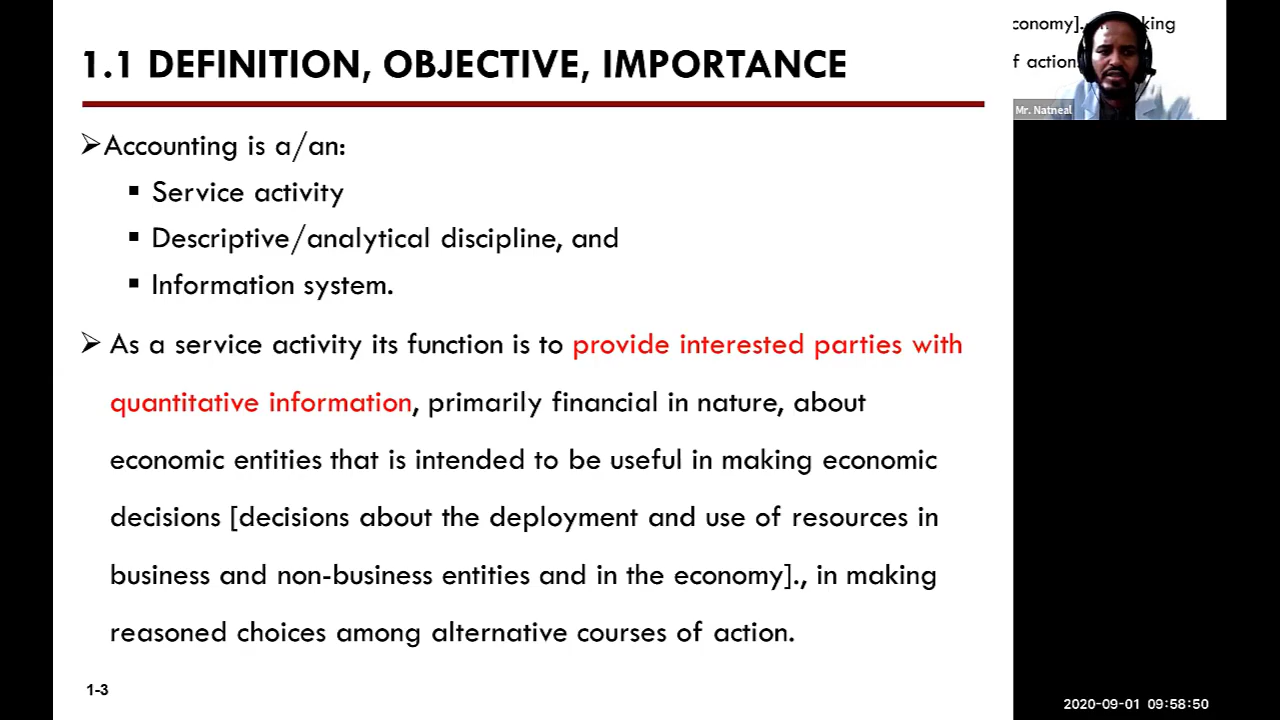 1.1 DEFINITION, OBJECTIVE, IMPORTANCE
➢Accounting is a/an:
▪ Service activity
▪ Descriptive/analytical discipline, and
▪ Information system.
➢ As a service activity its function is to provide interested parties with
quantitative information, primarily financial in nature, about
economic entities that is intended to be useful in making economic
decisions [decisions about the deployment and use of resources in
business and non-business entities and in the economy]., in making
reasoned choices among alternative courses of action.
1-3
Mr. Natneal
2020-09-01 09:58:50